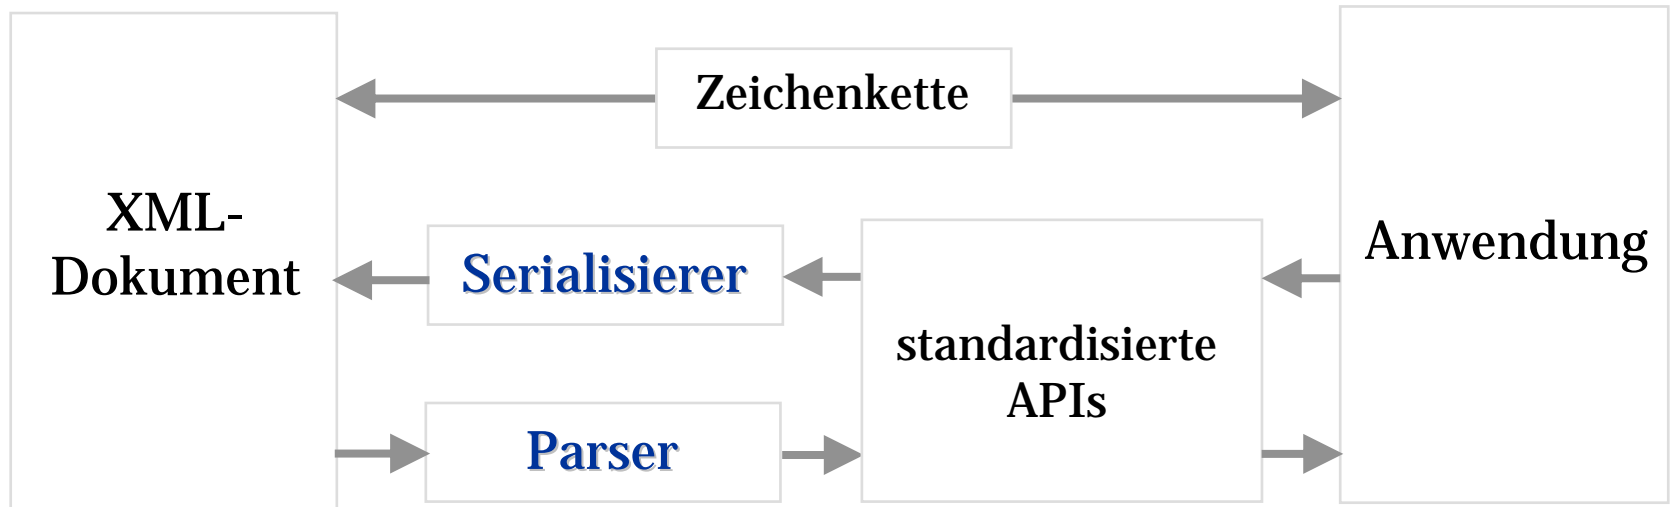 Zeichenkette
XML-
Dokument
Serialisierer
Anwendung
standardisierte
APIs
Parser